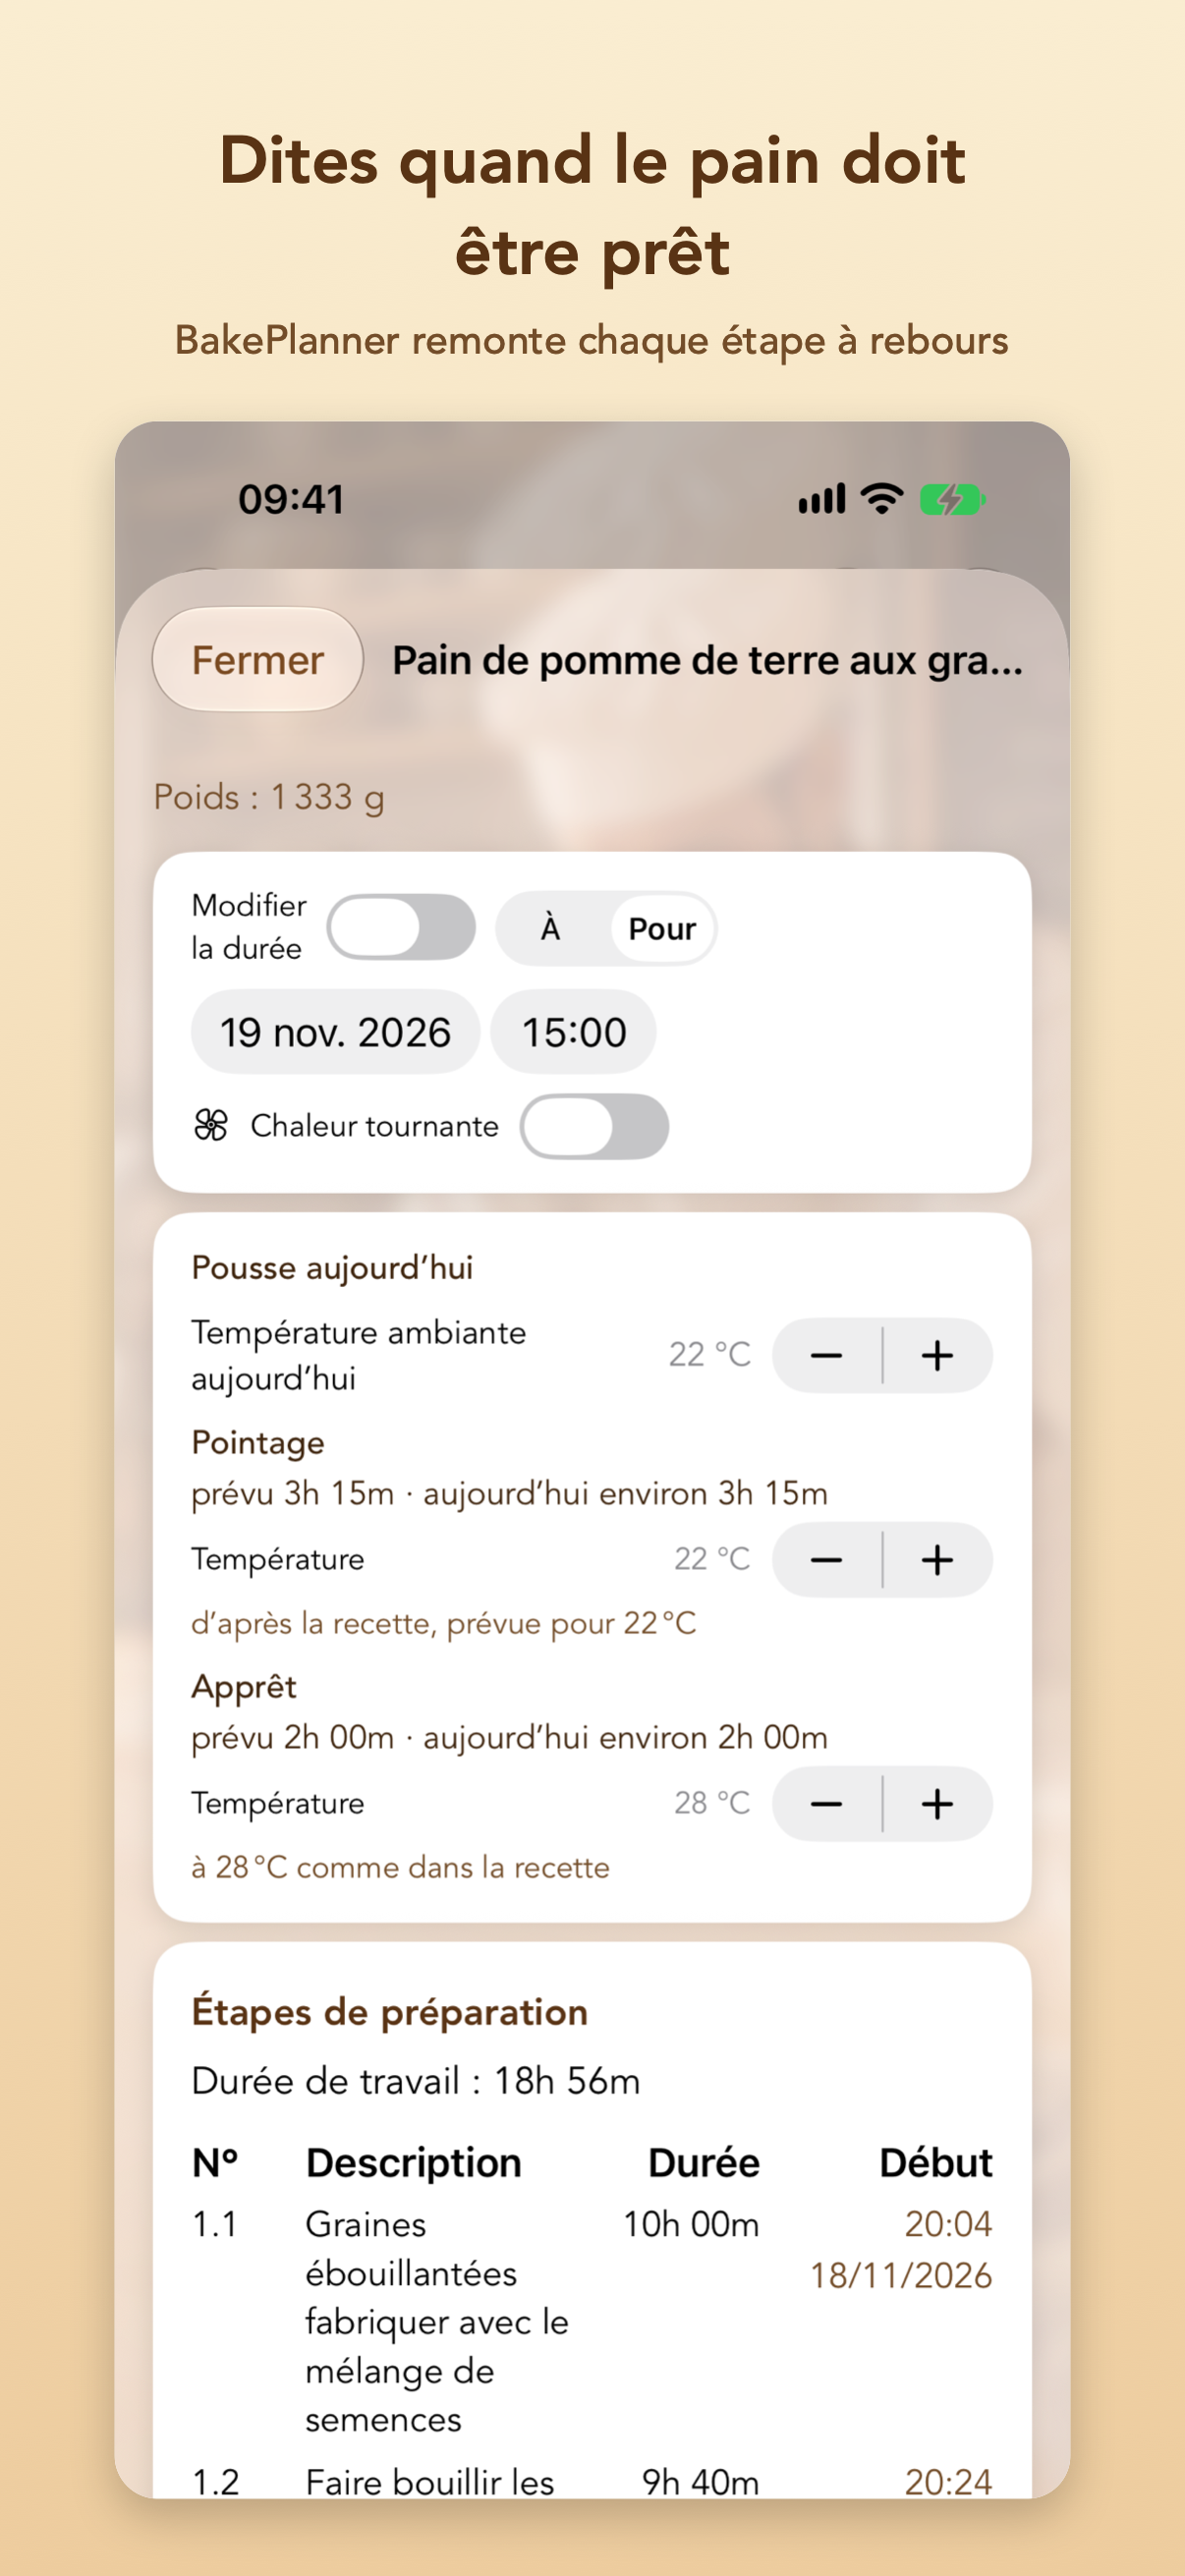 Dites quand le pain doit
être prêt
BakePlanner remonte chaque étape à rebours
09:41
Fermer
Pain de pomme de terre aux gra...
Poids : 1 333 g
Modifier
la durée
À
Pour
19 nov. 2026
15:00
Chaleur tournante
Pousse aujourd’hui
Température ambiante
aujourd’hui
22 °C
− +
Pointage
prévu 3h 15m · aujourd’hui environ 3h 15m
Température
22 °C
− +
d’après la recette, prévue pour 22 °C
Apprêt
prévu 2h 00m · aujourd’hui environ 2h 00m
Température
28 °C
− +
à 28 °C comme dans la recette
Étapes de préparation
Durée de travail : 18h 56m
N° Description Durée Début
1.1 Graines 10h 00m 20:04
ébouillantées 18/11/2026
fabriquer avec le
mélange de
semences
1.2 Faire bouillir les 9h 40m 20:24